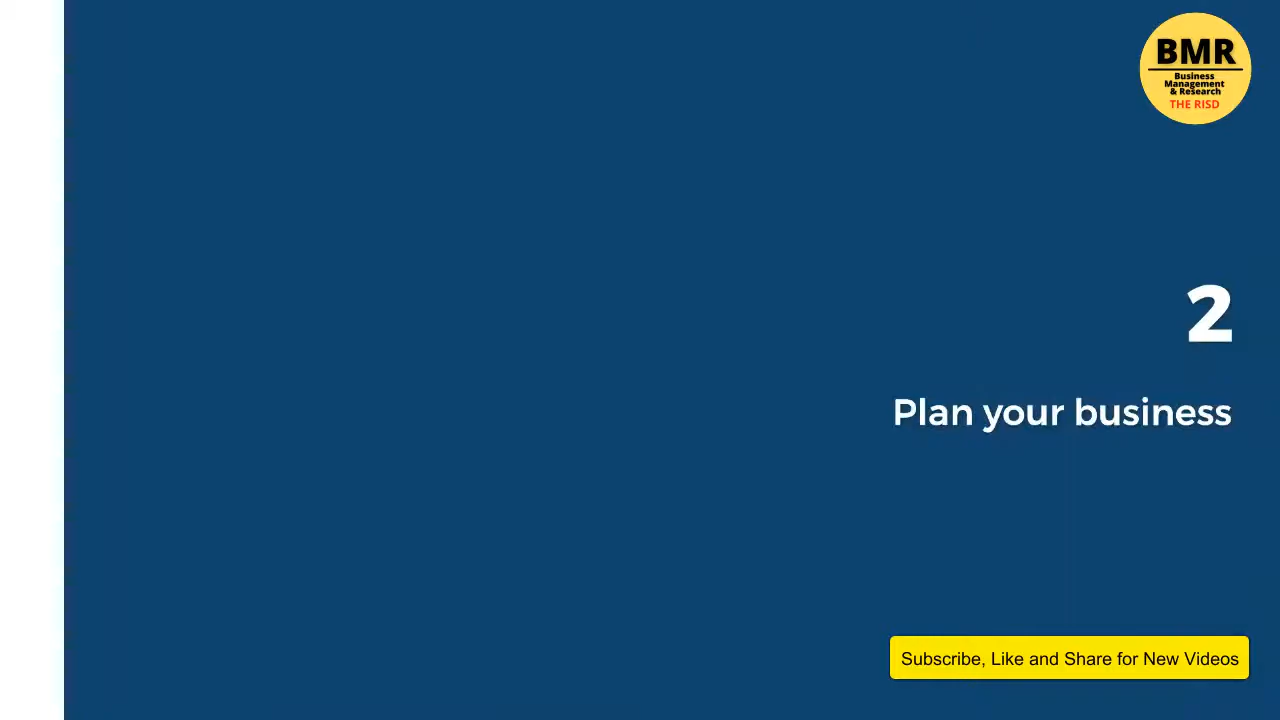 BMR
Business
Management
& Research
THE RISD
2
Plan your business
Subscribe, Like and Share for New Videos